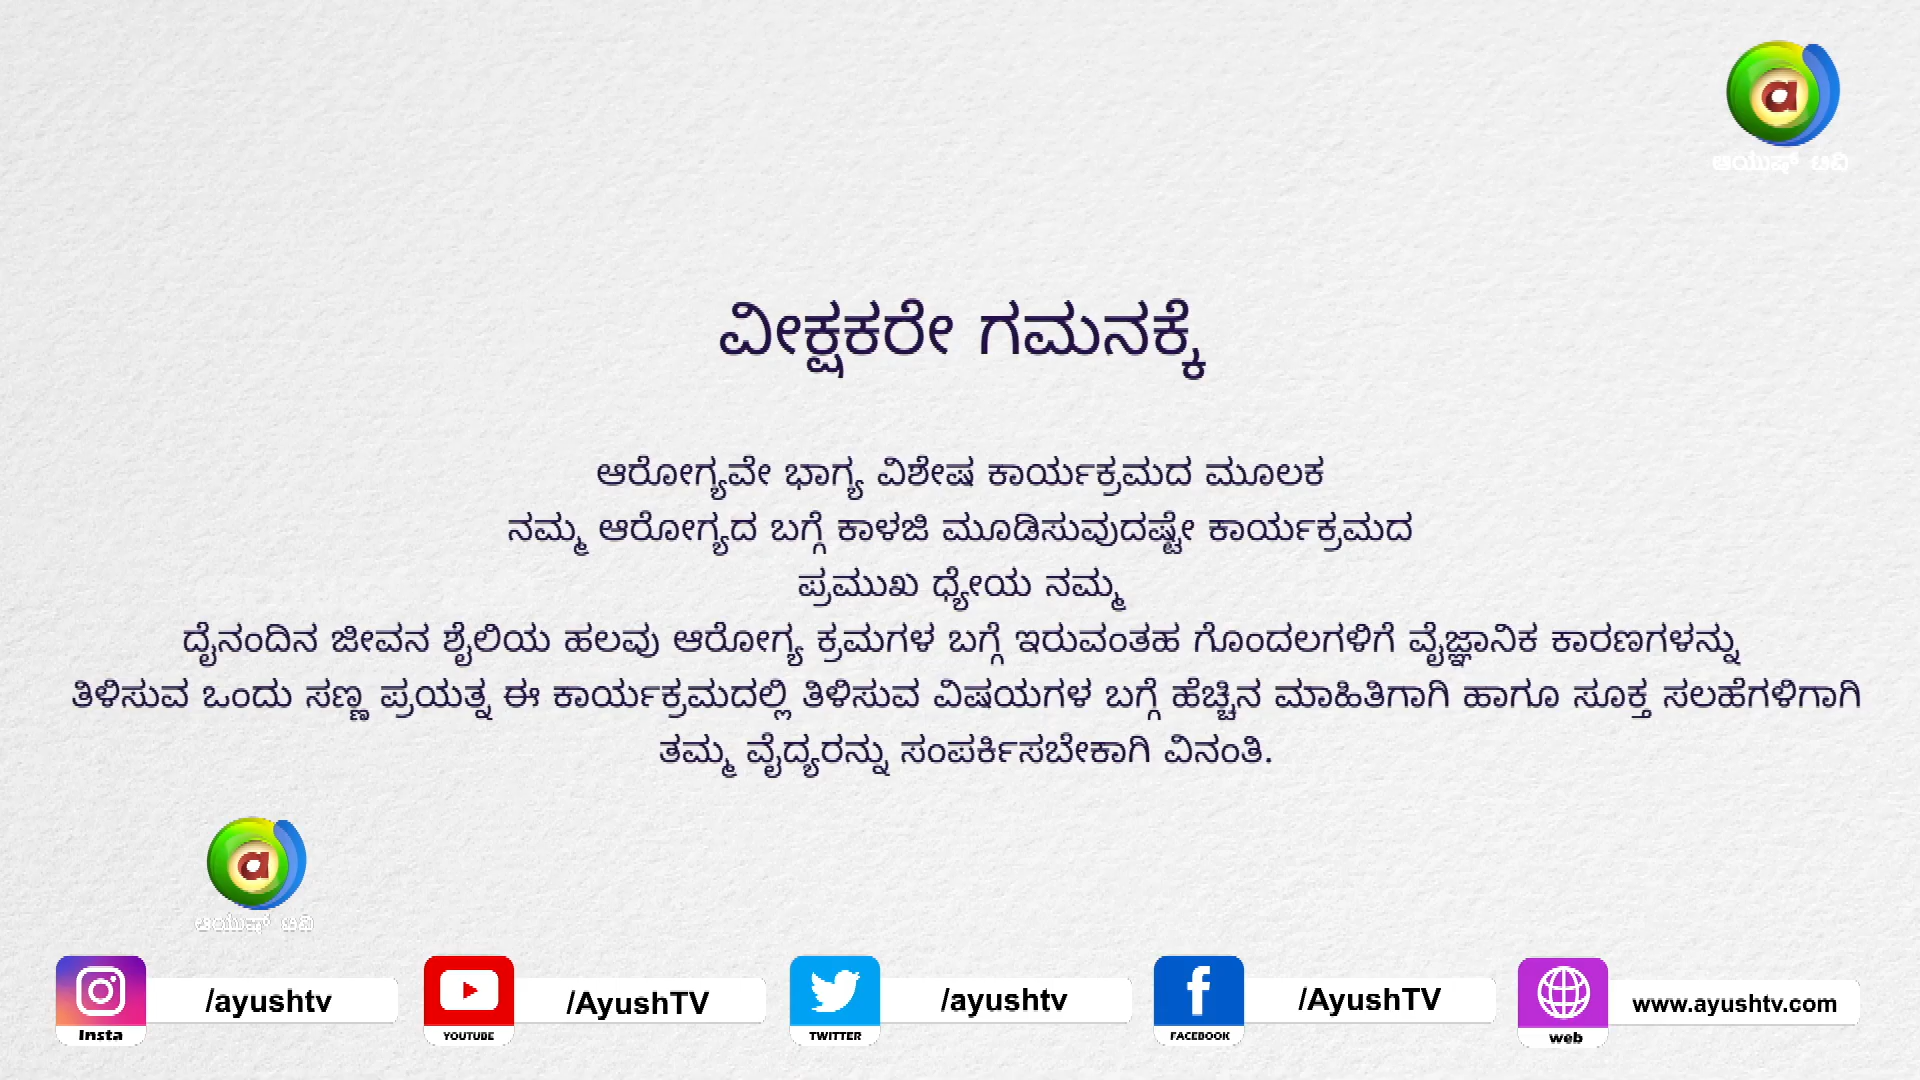 ಆಯುಷ್ ಟಿವಿ
ವೀಕ್ಷಕರೇ ಗಮನಕ್ಕೆ
ಆರೋಗ್ಯವೇ ಭಾಗ್ಯ ವಿಶೇಷ ಕಾರ್ಯಕ್ರಮದ ಮೂಲಕ
ನಮ್ಮ ಆರೋಗ್ಯದ ಬಗ್ಗೆ ಕಾಳಜಿ ಮೂಡಿಸುವುದಷ್ಟೇ ಕಾರ್ಯಕ್ರಮದ
ಪ್ರಮುಖ ಧ್ಯೇಯ ನಮ್ಮ
ದೈನಂದಿನ ಜೀವನ ಶೈಲಿಯ ಹಲವು ಆರೋಗ್ಯ ಕ್ರಮಗಳ ಬಗ್ಗೆ ಇರುವಂತಹ ಗೊಂದಲಗಳಿಗೆ ವೈಜ್ಞಾನಿಕ ಕಾರಣಗಳನ್ನು
ತಿಳಿಸುವ ಒಂದು ಸಣ್ಣ ಪ್ರಯತ್ನ ಈ ಕಾರ್ಯಕ್ರಮದಲ್ಲಿ ತಿಳಿಸುವ ವಿಷಯಗಳ ಬಗ್ಗೆ ಹೆಚ್ಚಿನ ಮಾಹಿತಿಗಾಗಿ ಹಾಗೂ ಸೂಕ್ತ ಸಲಹೆಗಳಿಗಾಗಿ
ತಮ್ಮ ವೈದ್ಯರನ್ನು ಸಂಪರ್ಕಿಸಬೇಕಾಗಿ ವಿನಂತಿ.
ಆಯುಷ್ ಟಿವಿ
/ayushtv /AyushTV /ayushtv /AyushTV www.ayushtv.com
Insta YOUTUBE TWITTER FACEBOOK web